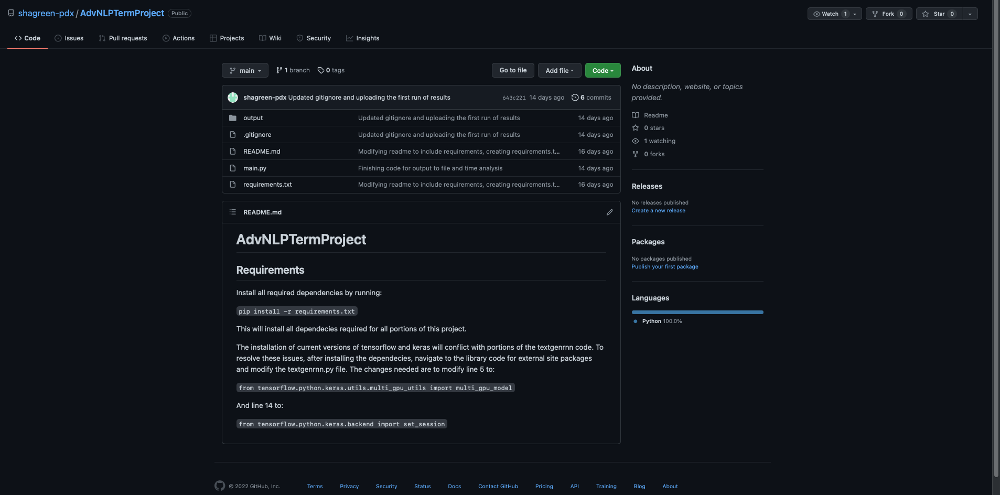 shagreen-pdx / AdvNLPTermProject Public
Watch 1 Fork 0 Star 0
Code Issues Pull requests Actions Projects Wiki Security Insights
main 1 branch 0 tags Go to file Add file Code
shagreen-pdx Updated gitignore and uploading the first run of results 643c221 14 days ago 6 commits
output Updated gitignore and uploading the first run of results 14 days ago
.gitignore Updated gitignore and uploading the first run of results 14 days ago
README.md Modifying readme to include requirements, creating requirements.t... 16 days ago
main.py Finishing code for output to file and time analysis 14 days ago
requirements.txt Modifying readme to include requirements, creating requirements.t... 16 days ago
README.md
AdvNLPTermProject
Requirements
Install all required dependencies by running:
pip install -r requirements.txt
This will install all dependecies required for all portions of this project.
The installation of current versions of tensorflow and keras will conflict with portions of the textgenrnn code. To
resolve these issues, after installing the dependecies, navigate to the library code for external site packages
and modify the textgenrnn.py file. The changes needed are to modify line 5 to:
from tensorflow.python.keras.utils.multi_gpu_utils import multi_gpu_model
And line 14 to:
from tensorflow.python.keras.backend import set_session
About
No description, website, or topics
provided.
Readme
0 stars
1 watching
0 forks
Releases
No releases published
Create a new release
Packages
No packages published
Publish your first package
Languages
Python 100.0%
© 2022 GitHub, Inc. Terms Privacy Security Status Docs Contact GitHub Pricing API Training Blog About